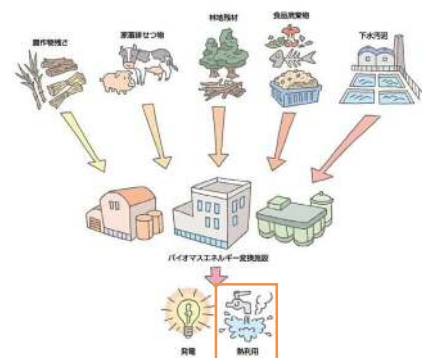 農作物残さ
家畜排せつ物
林地残材
食品廃棄物
下水汚泥
バイオマスエネルギー変換施設
発電
熱利用